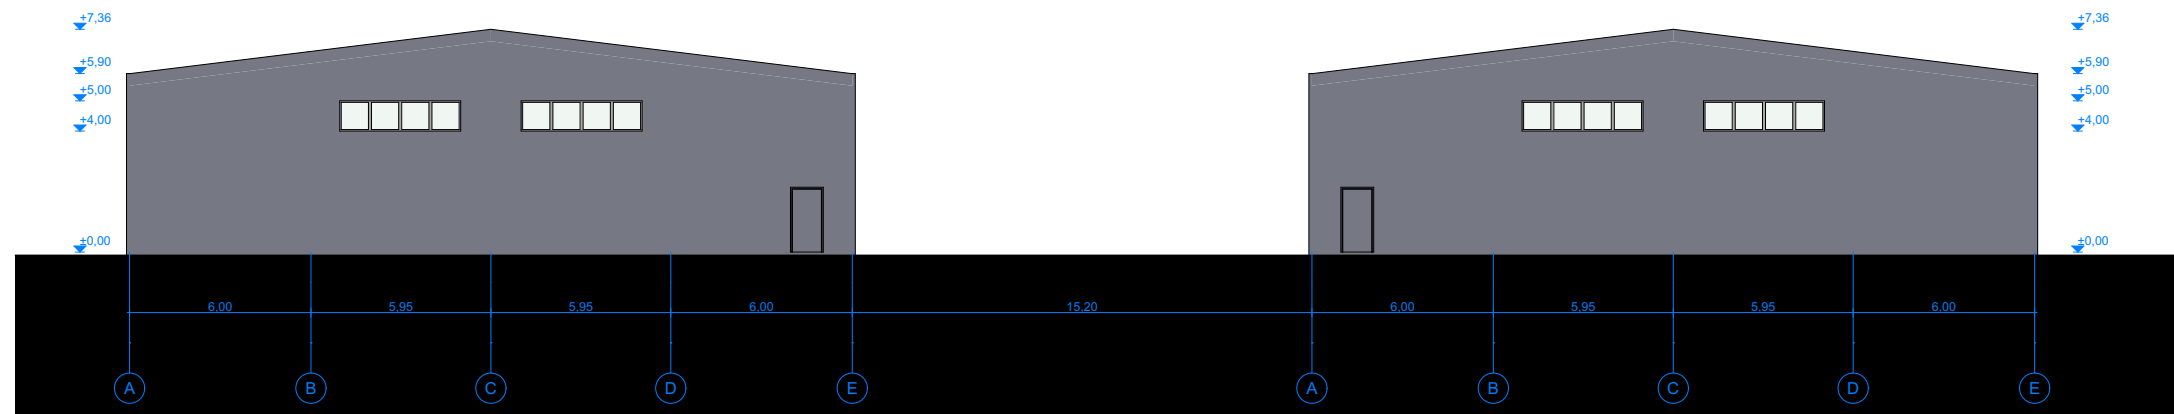 +7,36 +7,36
+5,90 +5,90
+5,00 +5,00
+4,00 +4,00
±0,00 ±0,00
6,00 5,95 5,95 6,00 15,20 6,00 5,95 5,95 6,00
A B C D E A B C D E